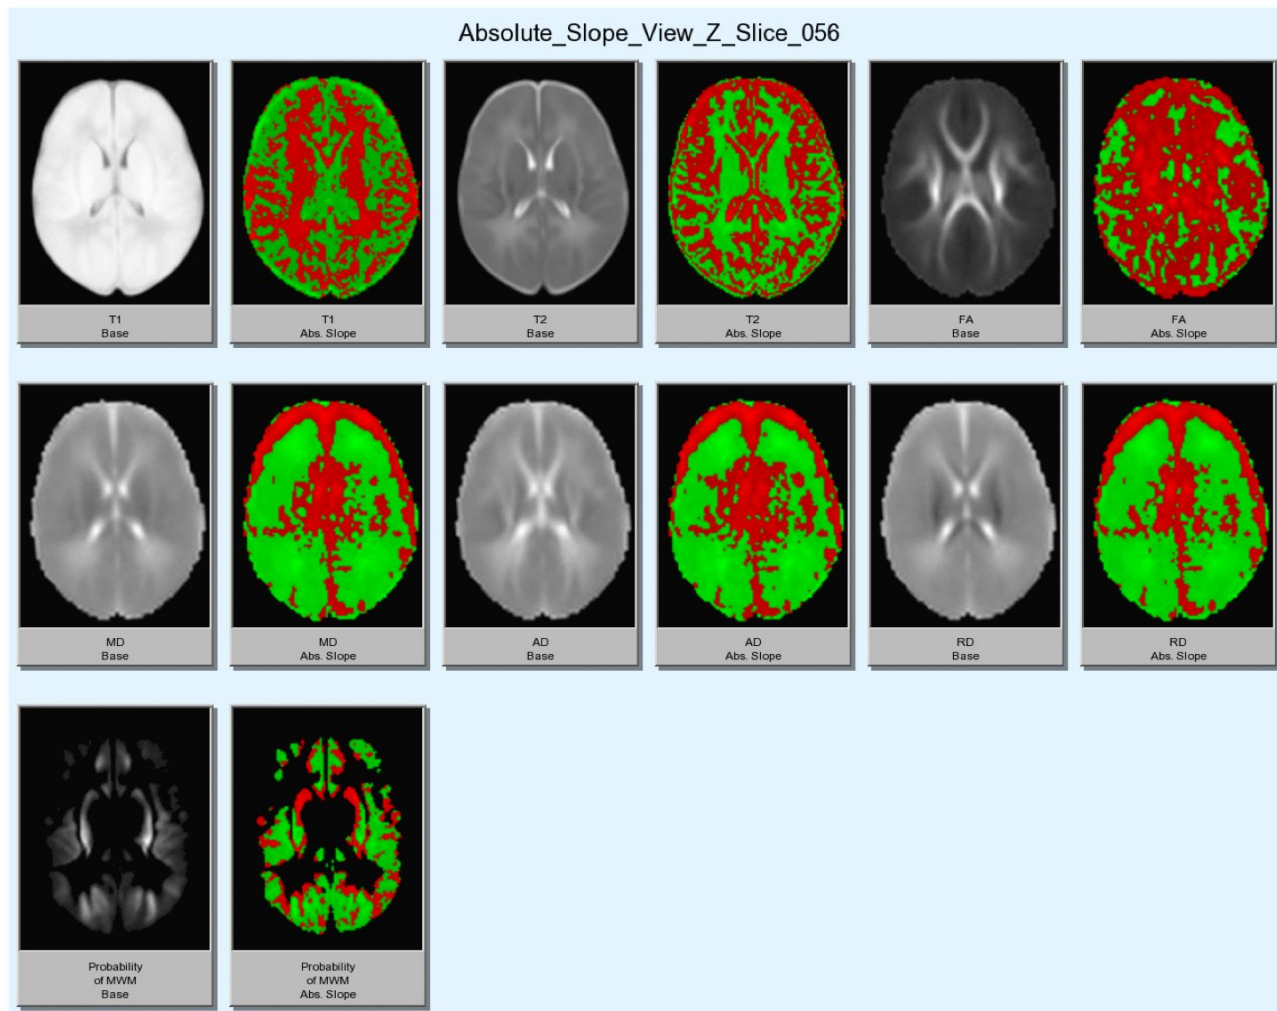 Absolute_Slope_View_Z_Slice_056
T1
Base
T1
Abs. Slope
T2
Base
T2
Abs. Slope
FA
Base
FA
Abs. Slope
MD
Base
MD
Abs. Slope
AD
Base
AD
Abs. Slope
RD
Base
RD
Abs. Slope
Probability
of MWM
Base
Probability
of MWM
Abs. Slope